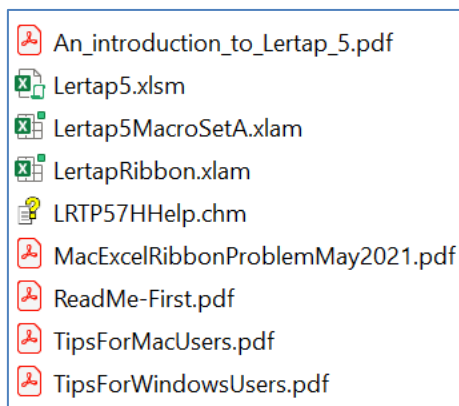 An_introduction_to_Lertap_5.pdf
Lertap5.xlsm
Lertap5MacroSetA.xlam
LertapRibbon.xlam
LRTP57HHelp.chm
MacExcelRibbonProblemMay2021.pdf
ReadMe-First.pdf
TipsForMacUsers.pdf
TipsForWindowsUsers.pdf